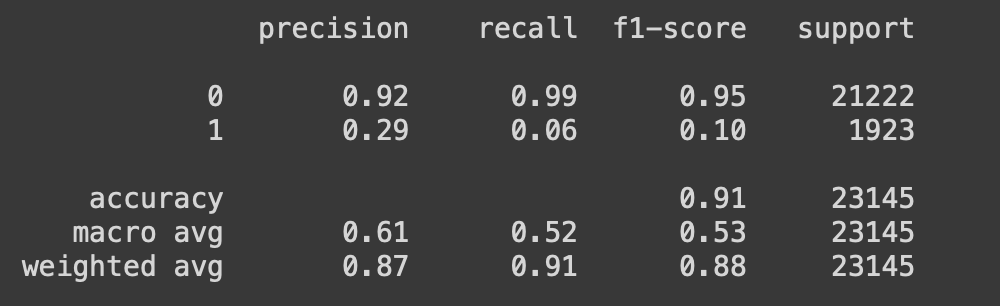 precision recall f1-score support
0 0.92 0.99 0.95 21222
1 0.29 0.06 0.10 1923
accuracy 0.91 23145
macro avg 0.61 0.52 0.53 23145
weighted avg 0.87 0.91 0.88 23145